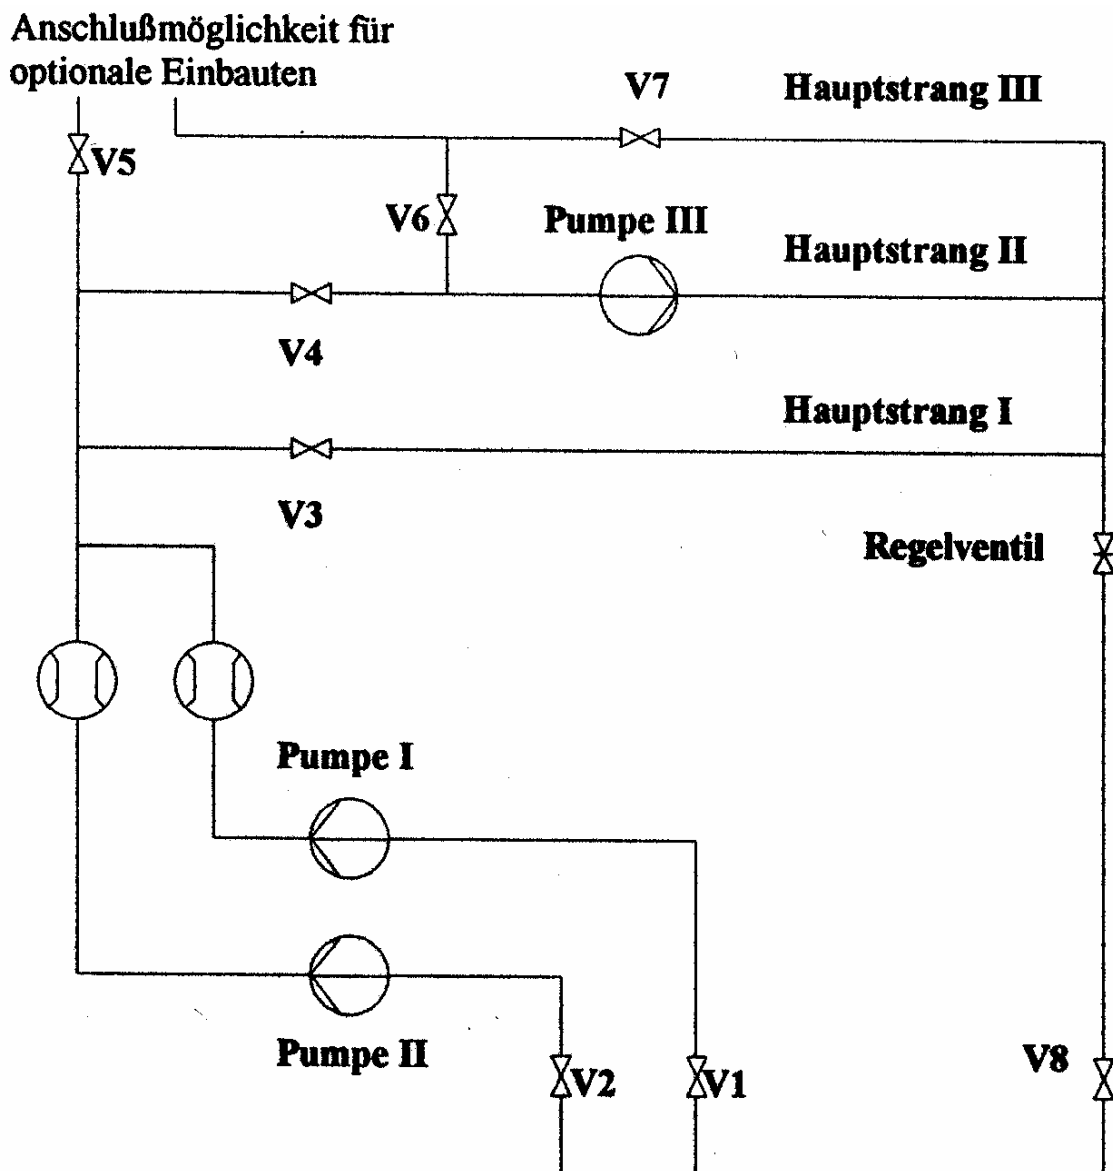 Anschlußmöglichkeit für
optionale Einbauten
V7
Hauptstrang III
V5
V6
Pumpe III
Hauptstrang II
V4
Hauptstrang I
V3
Regelventil
Pumpe I
Pumpe II
V2
V1
V8